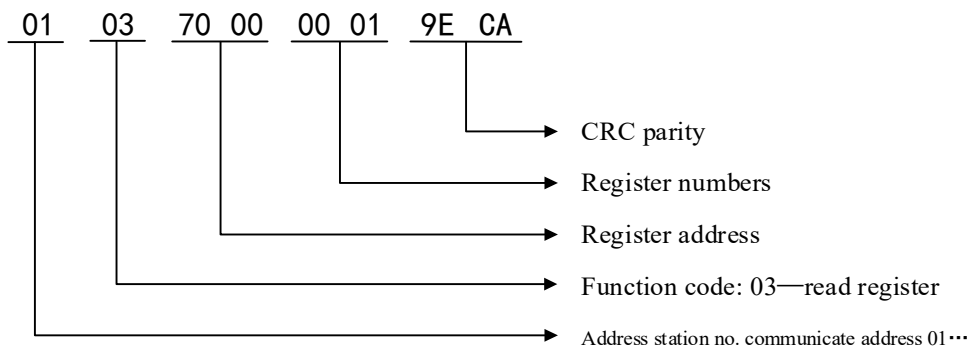 01 03 70 00 00 01 9E CA
CRC parity
Register numbers
Register address
Function code: 03—read register
Address station no. communicate address 01···